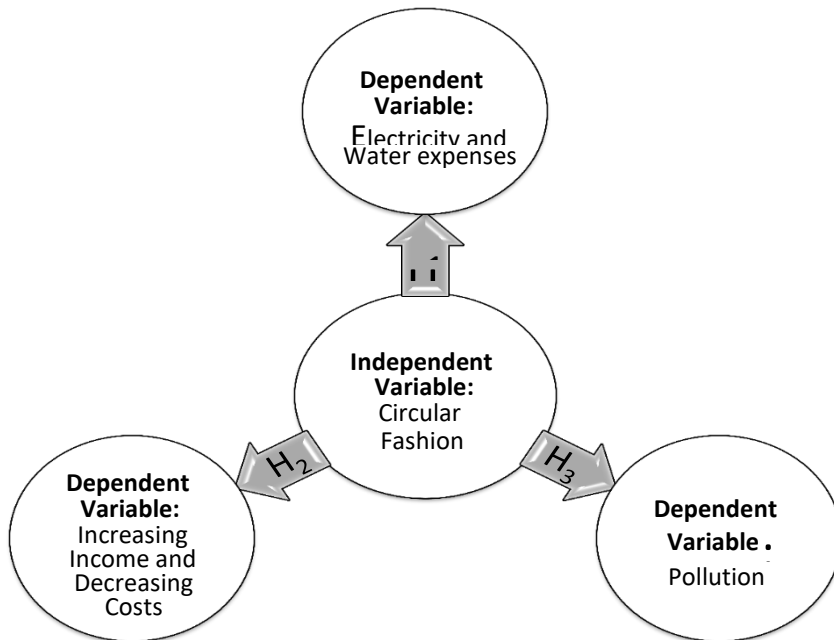 Dependent
Variable:
Electricity and
Water expenses
Independent
Variable:
Circular
Fashion
H2
H3
Dependent
Variable:
Increasing
Income and
Decreasing
Costs
Dependent
Variable:
Pollution